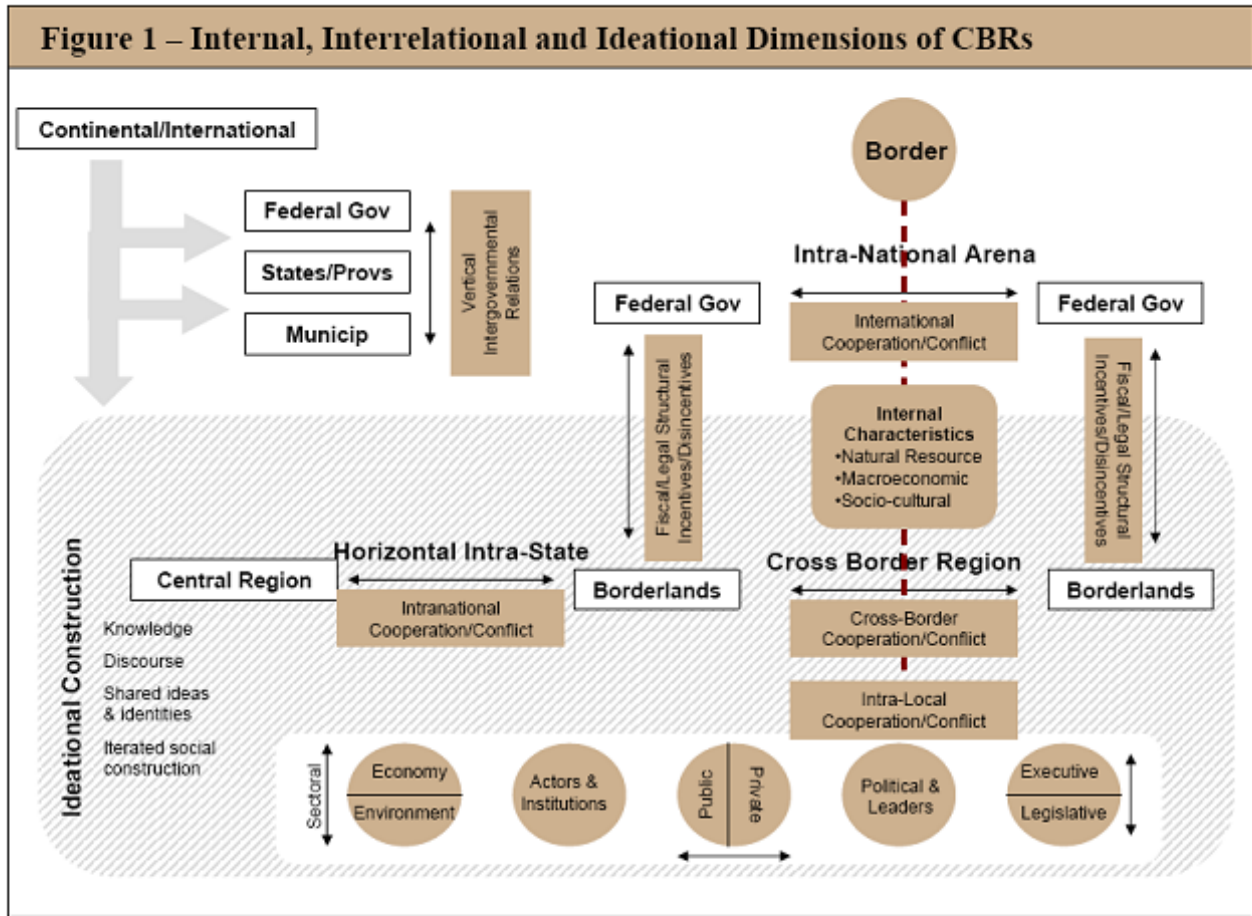 Figure 1 – Internal, Interrelational and Ideational Dimensions of CBRs
Continental/International
Federal Gov
States/Provs
Municip
Vertical
Intergovernmental
Relations
Border
Intra-National Arena
Federal Gov
International
Cooperation/Conflict
Federal Gov
Fiscal/Legal Structural
Incentives/Disincentives
Internal
Characteristics
•Natural Resource
•Macroeconomic
•Socio-cultural
Fiscal/Legal Structural
Incentives/Disincentives
Ideational Construction
Central Region
Horizontal Intra-State
Intranational
Cooperation/Conflict
Borderlands
Cross Border Region
Cross-Border
Cooperation/Conflict
Borderlands
Intra-Local
Cooperation/Conflict
Knowledge
Discourse
Shared ideas
& identities
Iterated social
construction
Sectoral
Economy
Environment
Actors &
Institutions
Public
Private
Political &
Leaders
Executive
Legislative